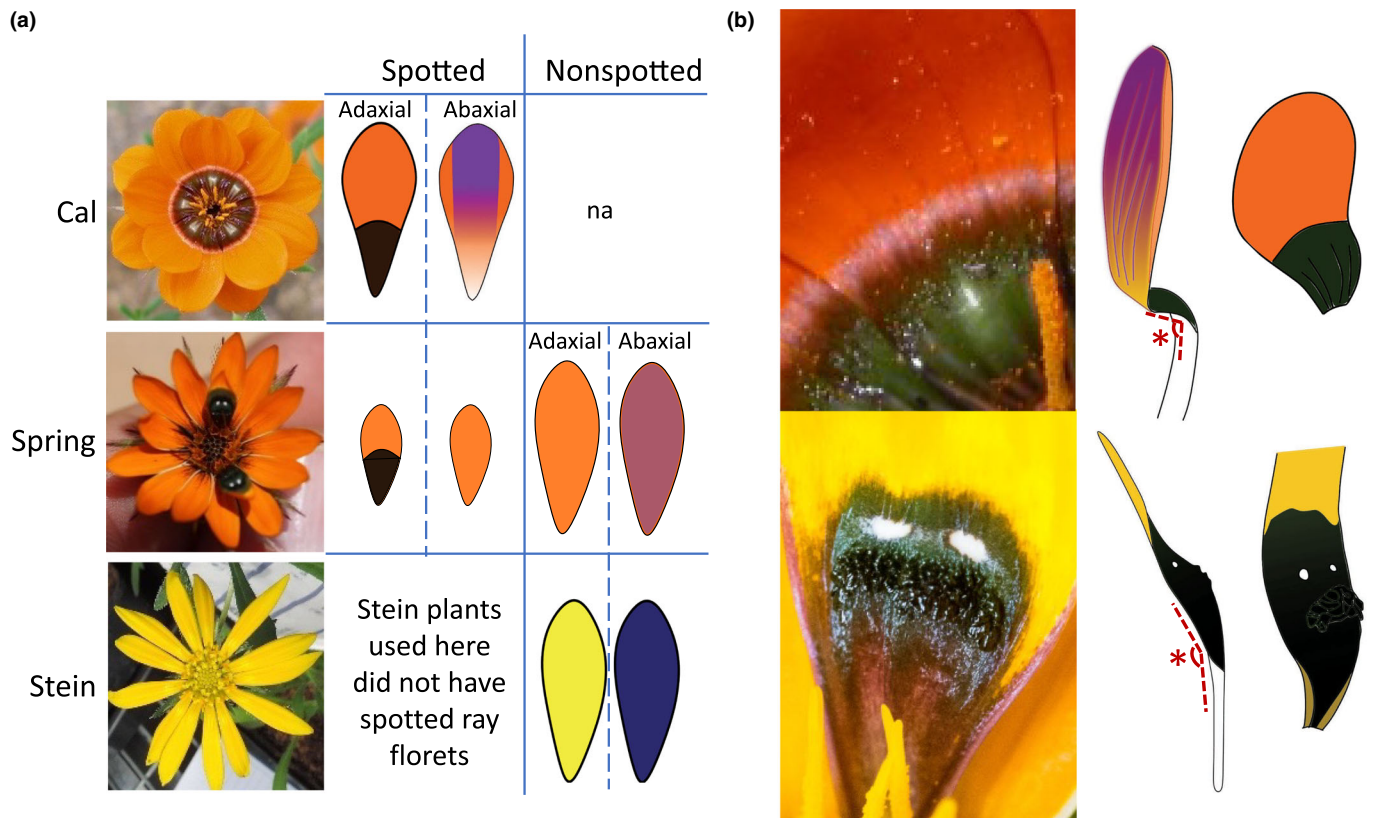 (a)
(b)
Spotted
Nonspotted
Adaxial
Abaxial
Cal
na
Adaxial
Abaxial
Spring
Stein
Stein plants
used here
did not have
spotted ray
florets
*
*